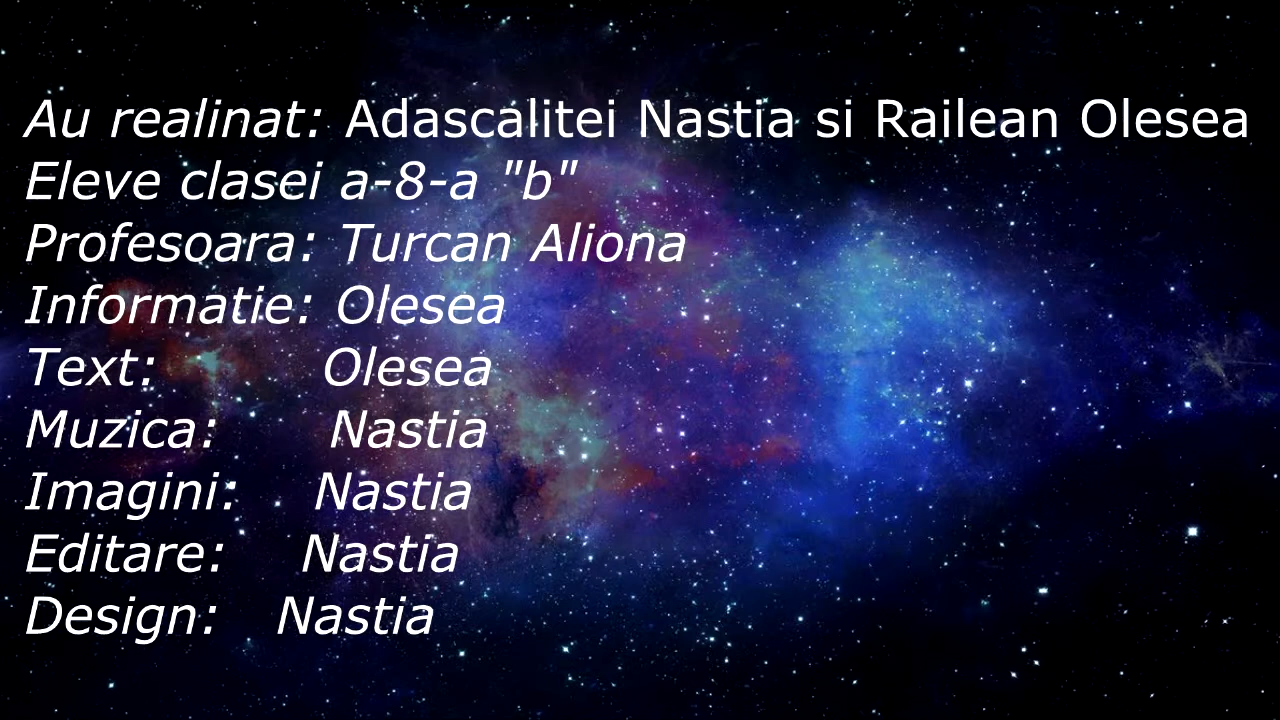 Au realinat: Adascalitei Nastia si Railean Olesea
Eleve clasei a-8-a "b"
Profesoara: Turcan Aliona
Informatie: Olesea
Text: Olesea
Muzica: Nastia
Imagini: Nastia
Editare: Nastia
Design: Nastia